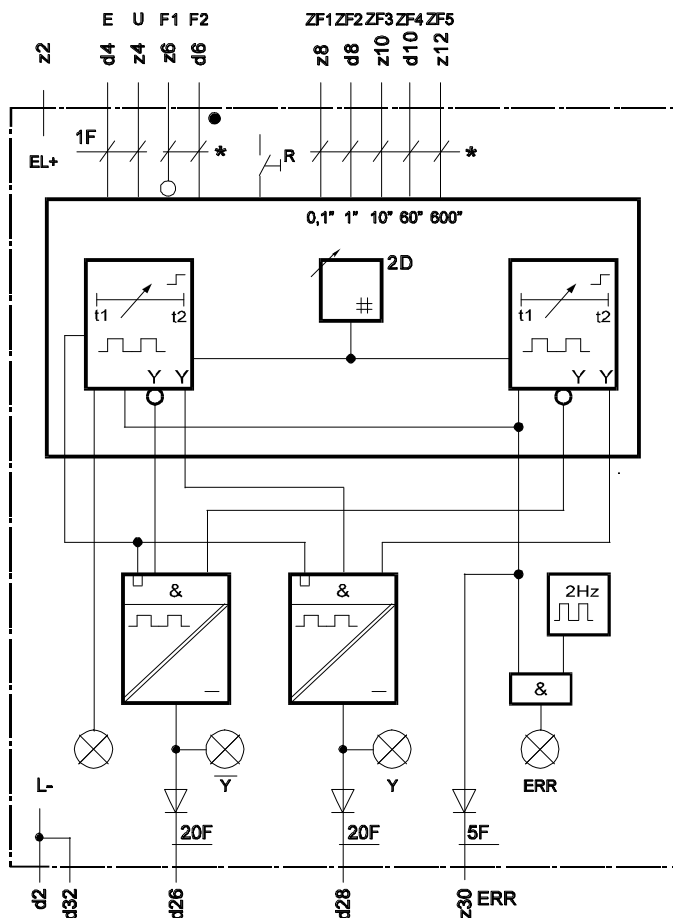 E U F1 F2 ZF1 ZF2 ZF3 ZF4 ZF5
z2 d4 z4 z6 d6 z8 d8 z10 d10 z12
1F * R *
EL+
0,1" 1" 10" 60" 600"
2D
#
t1 t2 t1 t2
Y Y Y Y
2Hz
& &
&
L- Y Y ERR
20F 20F 5F
d2 d32 d26 d28 z30 ERR